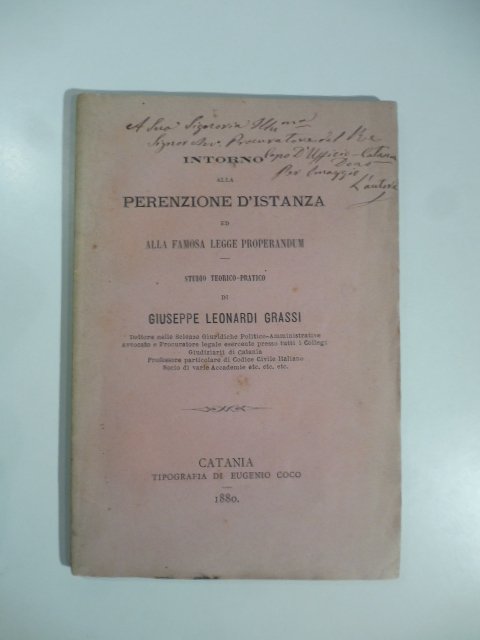 A Sua Signoria Ill.ma
Signor Avv. Procuratore del Re
Capo D'Ufficio - Catania
Dono
Per Omaggio
L'autore
INTORNO
ALLA
PERENZIONE D'ISTANZA
ED
ALLA FAMOSA LEGGE PROPERANDUM
STUDIO TEORICO-PRATICO
DI
GIUSEPPE LEONARDI GRASSI
Dottore nelle Scienze Giuridiche Politico-Amministrative
Avvocato e Procuratore legale esercente presso tutti i Collegi
Giudiziarii di Catania
Professore particolare di Codice Civile Italiano
Socio di varie Accademie etc. etc. etc.
CATANIA
TIPOGRAFIA DI EUGENIO COCO
1880.